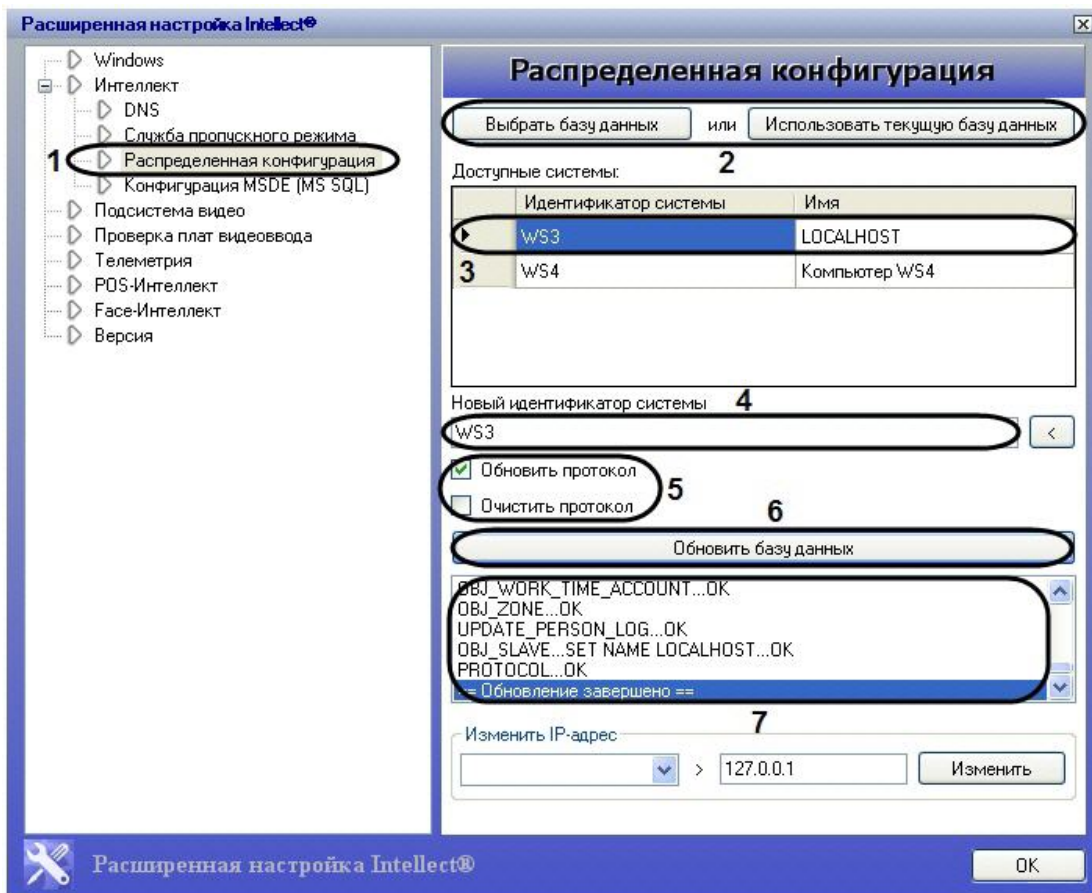 Расширенная настройка Intellect®
Windows
Интеллект
DNS
Служба пропускного режима
1
Распределенная конфигурация
Конфигурация MSDE (MS SQL)
Подсистема видео
Проверка плат видеоввода
Телеметрия
POS-Интеллект
Face-Интеллект
Версия
Распределенная конфигурация
Выбрать базу данных или Использовать текущую базу данных
2
Доступные системы:
Идентификатор системы Имя
WS3 LOCALHOST
3
WS4 Компьютер WS4
Новый идентификатор системы 4
WS3 <
Обновить протокол
5
Очистить протокол
6
Обновить базу данных
OBJ_WORK_TIME_ACCOUNT...OK
OBJ_ZONE...OK
UPDATE_PERSON_LOG...OK
OBJ_SLAVE...SET NAME LOCALHOST...OK
PROTOCOL...OK
== Обновление завершено ==
7
Изменить IP-адрес
> 127.0.0.1 Изменить
Расширенная настройка Intellect®
OK